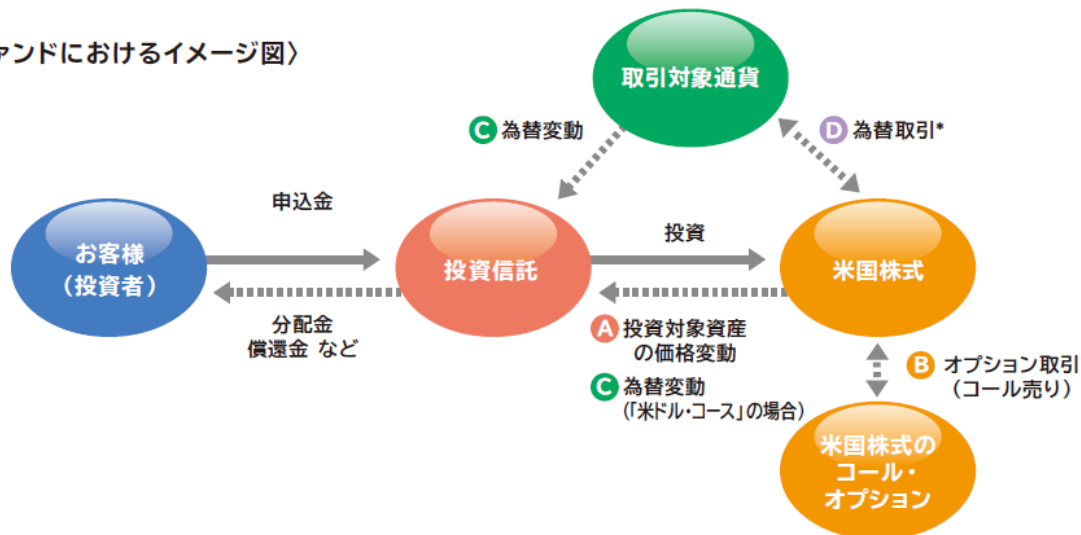 ァンドにおけるイメージ図〉
取引対象通貨
C 為替変動
D 為替取引*
申込金
投資
お客様
（投資者）
投資信託
米国株式
分配金
償還金 など
A 投資対象資産
の価格変動
C 為替変動
（「米ドル・コース」の場合）
B オプション取引
（コール売り）
米国株式の
コール・
オプション